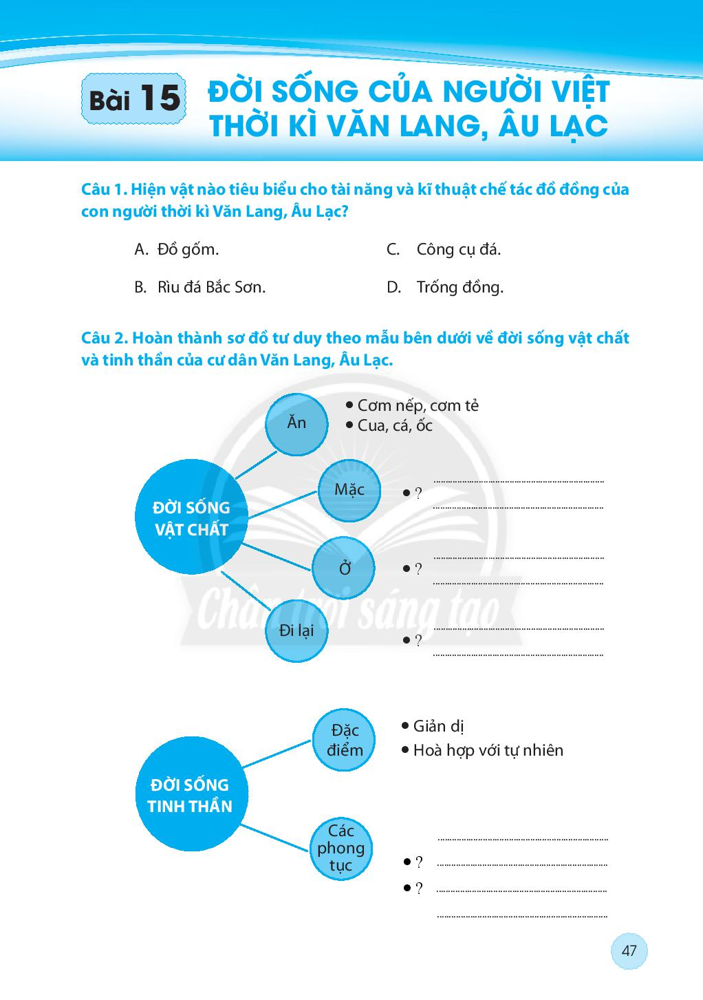 Bài 15
ĐỜI SỐNG CỦA NGƯỜI VIỆT
THỜI KÌ VĂN LANG, ÂU LẠC
Câu 1. Hiện vật nào tiêu biểu cho tài năng và kĩ thuật chế tác đồ đồng của
con người thời kì Văn Lang, Âu Lạc?
A. Đồ gốm.
C. Công cụ đá.
B. Rìu đá Bắc Sơn.
D. Trống đồng.
Câu 2. Hoàn thành sơ đồ tư duy theo mẫu bên dưới về đời sống vật chất
và tinh thần của cư dân Văn Lang, Âu Lạc.
ĐỜI SỐNG
VẬT CHẤT
Ăn
• Cơm nếp, cơm tẻ
• Cua, cá, ốc
Mặc
• ?
Ở
• ?
Đi lại
• ?
Chân trời sáng tạo
ĐỜI SỐNG
TINH THẦN
Đặc
điểm
• Giản dị
• Hoà hợp với tự nhiên
Các
phong
tục
• ?
• ?
47